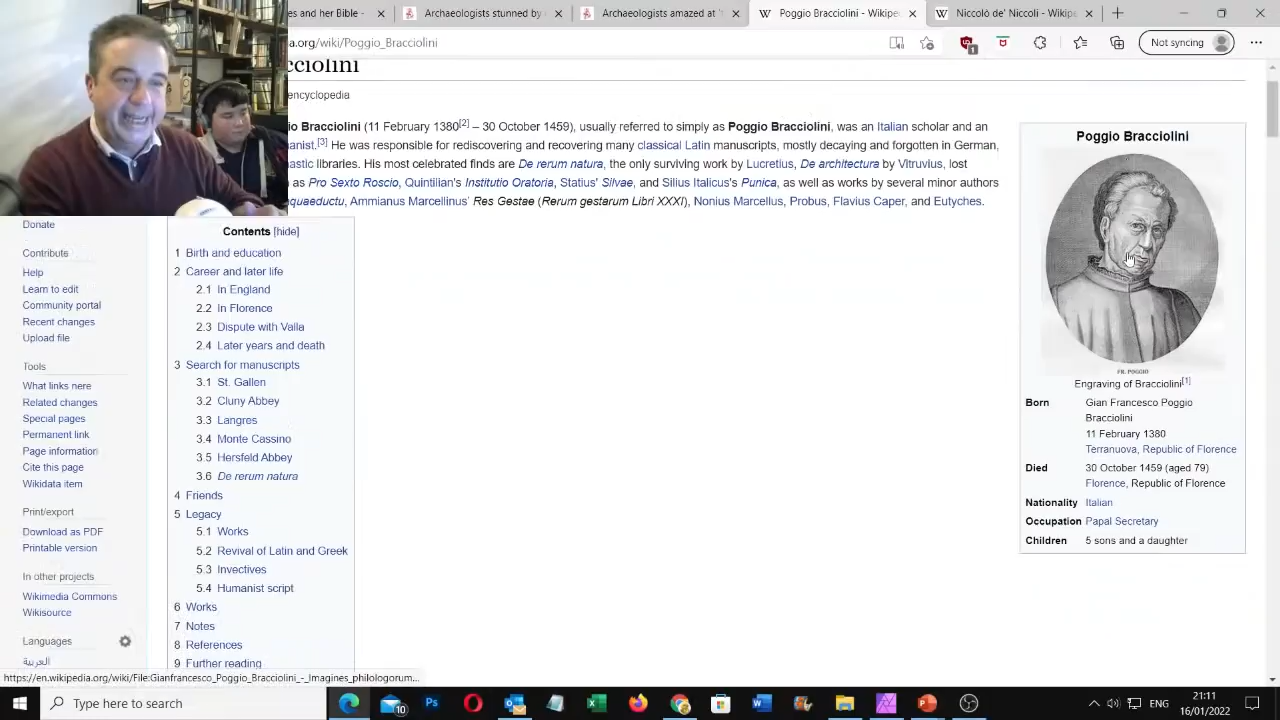 es and her Bible -
Archaeologists stunned by
Archaeologists amazed at
Poggio Bracciolini - Wikipe
Niccolò de' Niccoli - Wikipe
a.org/wiki/Poggio_Bracciolini
Not syncing
1
cciolini
encyclopedia
io Bracciolini (11 February 1380[2] – 30 October 1459), usually referred to simply as Poggio Bracciolini, was an Italian scholar and an
anist.[3] He was responsible for rediscovering and recovering many classical Latin manuscripts, mostly decaying and forgotten in German,
astic libraries. His most celebrated finds are De rerum natura, the only surviving work by Lucretius, De architectura by Vitruvius, lost
as Pro Sexto Roscio, Quintilian's Institutio Oratoria, Statius' Silvae, and Silius Italicus's Punica, as well as works by several minor authors
quaeductu, Ammianus Marcellinus' Res Gestae (Rerum gestarum Libri XXXI), Nonius Marcellus, Probus, Flavius Caper, and Eutyches.
Donate
Contribute
Help
Learn to edit
Community portal
Recent changes
Upload file
Tools
What links here
Related changes
Special pages
Permanent link
Page information
Cite this page
Wikidata item
Print/export
Download as PDF
Printable version
In other projects
Wikimedia Commons
Wikisource
Languages
العربية
Contents [hide]
1 Birth and education
2 Career and later life
2.1 In England
2.2 In Florence
2.3 Dispute with Valla
2.4 Later years and death
3 Search for manuscripts
3.1 St. Gallen
3.2 Cluny Abbey
3.3 Langres
3.4 Monte Cassino
3.5 Hersfeld Abbey
3.6 De rerum natura
4 Friends
5 Legacy
5.1 Works
5.2 Revival of Latin and Greek
5.3 Invectives
5.4 Humanist script
6 Works
7 Notes
8 References
9 Further reading
Poggio Bracciolini
FR. POGGIO
Engraving of Bracciolini[1]
Born Gian Francesco Poggio
Bracciolini
11 February 1380
Terranuova, Republic of Florence
Died 30 October 1459 (aged 79)
Florence, Republic of Florence
Nationality Italian
Occupation Papal Secretary
Children 5 sons and a daughter
https://en.wikipedia.org/wiki/File:Gianfrancesco_Poggio_Bracciolini_-_Imagines_philologorum...
Type here to search
10
ENG
21:11
16/01/2022